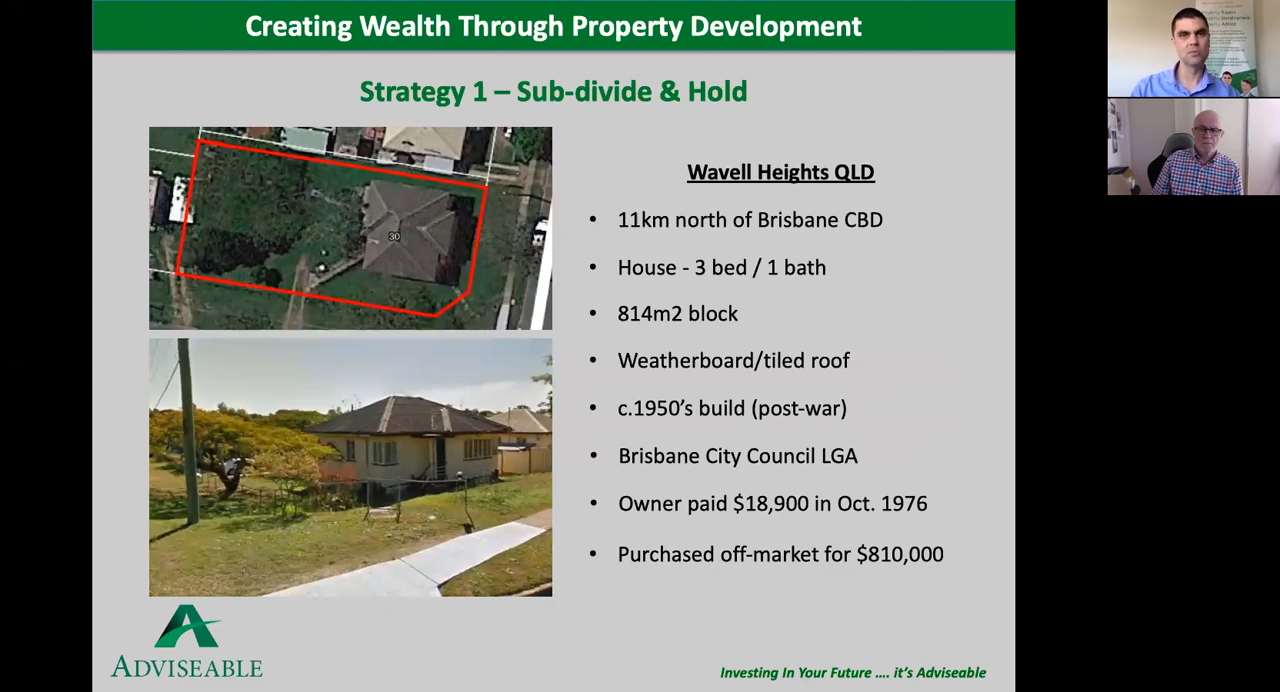 Creating Wealth Through Property Development
Strategy 1 – Sub-divide & Hold
30
Wavell Heights QLD
• 11km north of Brisbane CBD
• House - 3 bed / 1 bath
• 814m2 block
• Weatherboard/tiled roof
• c.1950's build (post-war)
• Brisbane City Council LGA
• Owner paid $18,900 in Oct. 1976
• Purchased off-market for $810,000
ADVISEABLE
Investing In Your Future .... it's Adviseable